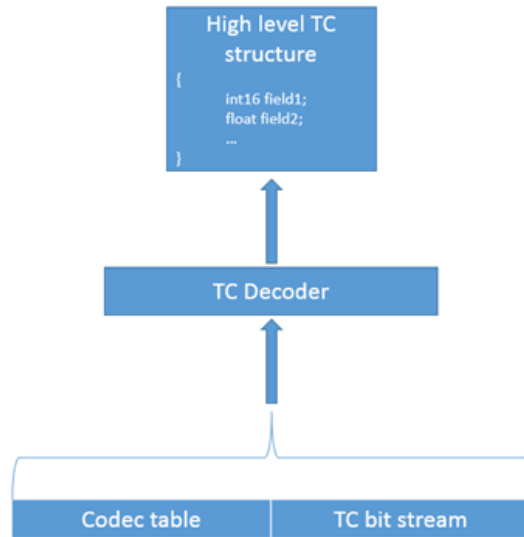 High level TC
structure
{
int16 field1;
float field2;
...
}
TC Decoder
Codec table
TC bit stream